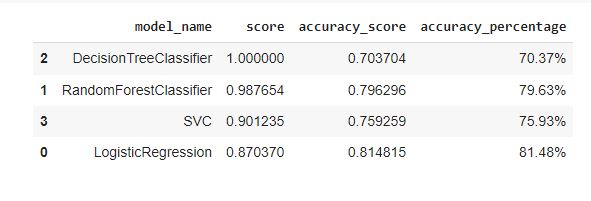 model_name score accuracy_score accuracy_percentage
2 DecisionTreeClassifier 1.000000 0.703704 70.37%
1 RandomForestClassifier 0.987654 0.796296 79.63%
3 SVC 0.901235 0.759259 75.93%
0 LogisticRegression 0.870370 0.814815 81.48%